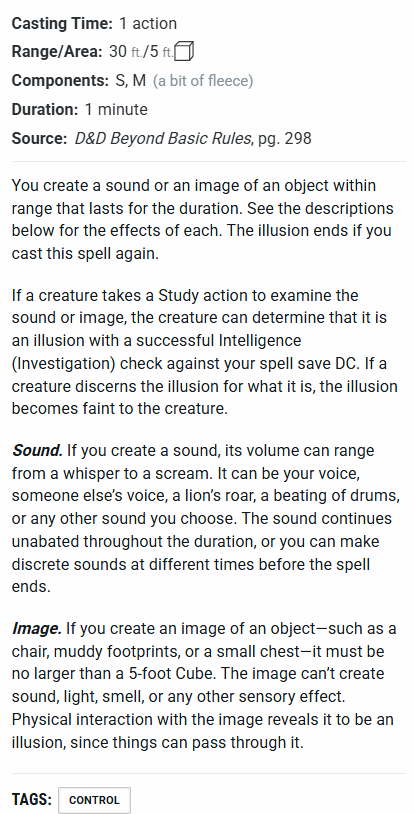 Casting Time: 1 action
Range/Area: 30 ft./5 ft.
Components: S, M (a bit of fleece)
Duration: 1 minute
Source: D&D Beyond Basic Rules, pg. 298
You create a sound or an image of an object within
range that lasts for the duration. See the descriptions
below for the effects of each. The illusion ends if you
cast this spell again.
If a creature takes a Study action to examine the
sound or image, the creature can determine that it is
an illusion with a successful Intelligence
(Investigation) check against your spell save DC. If a
creature discerns the illusion for what it is, the illusion
becomes faint to the creature.
Sound. If you create a sound, its volume can range
from a whisper to a scream. It can be your voice,
someone else’s voice, a lion’s roar, a beating of drums,
or any other sound you choose. The sound continues
unabated throughout the duration, or you can make
discrete sounds at different times before the spell
ends.
Image. If you create an image of an object—such as a
chair, muddy footprints, or a small chest—it must be
no larger than a 5-foot Cube. The image can’t create
sound, light, smell, or any other sensory effect.
Physical interaction with the image reveals it to be an
illusion, since things can pass through it.
TAGS: CONTROL